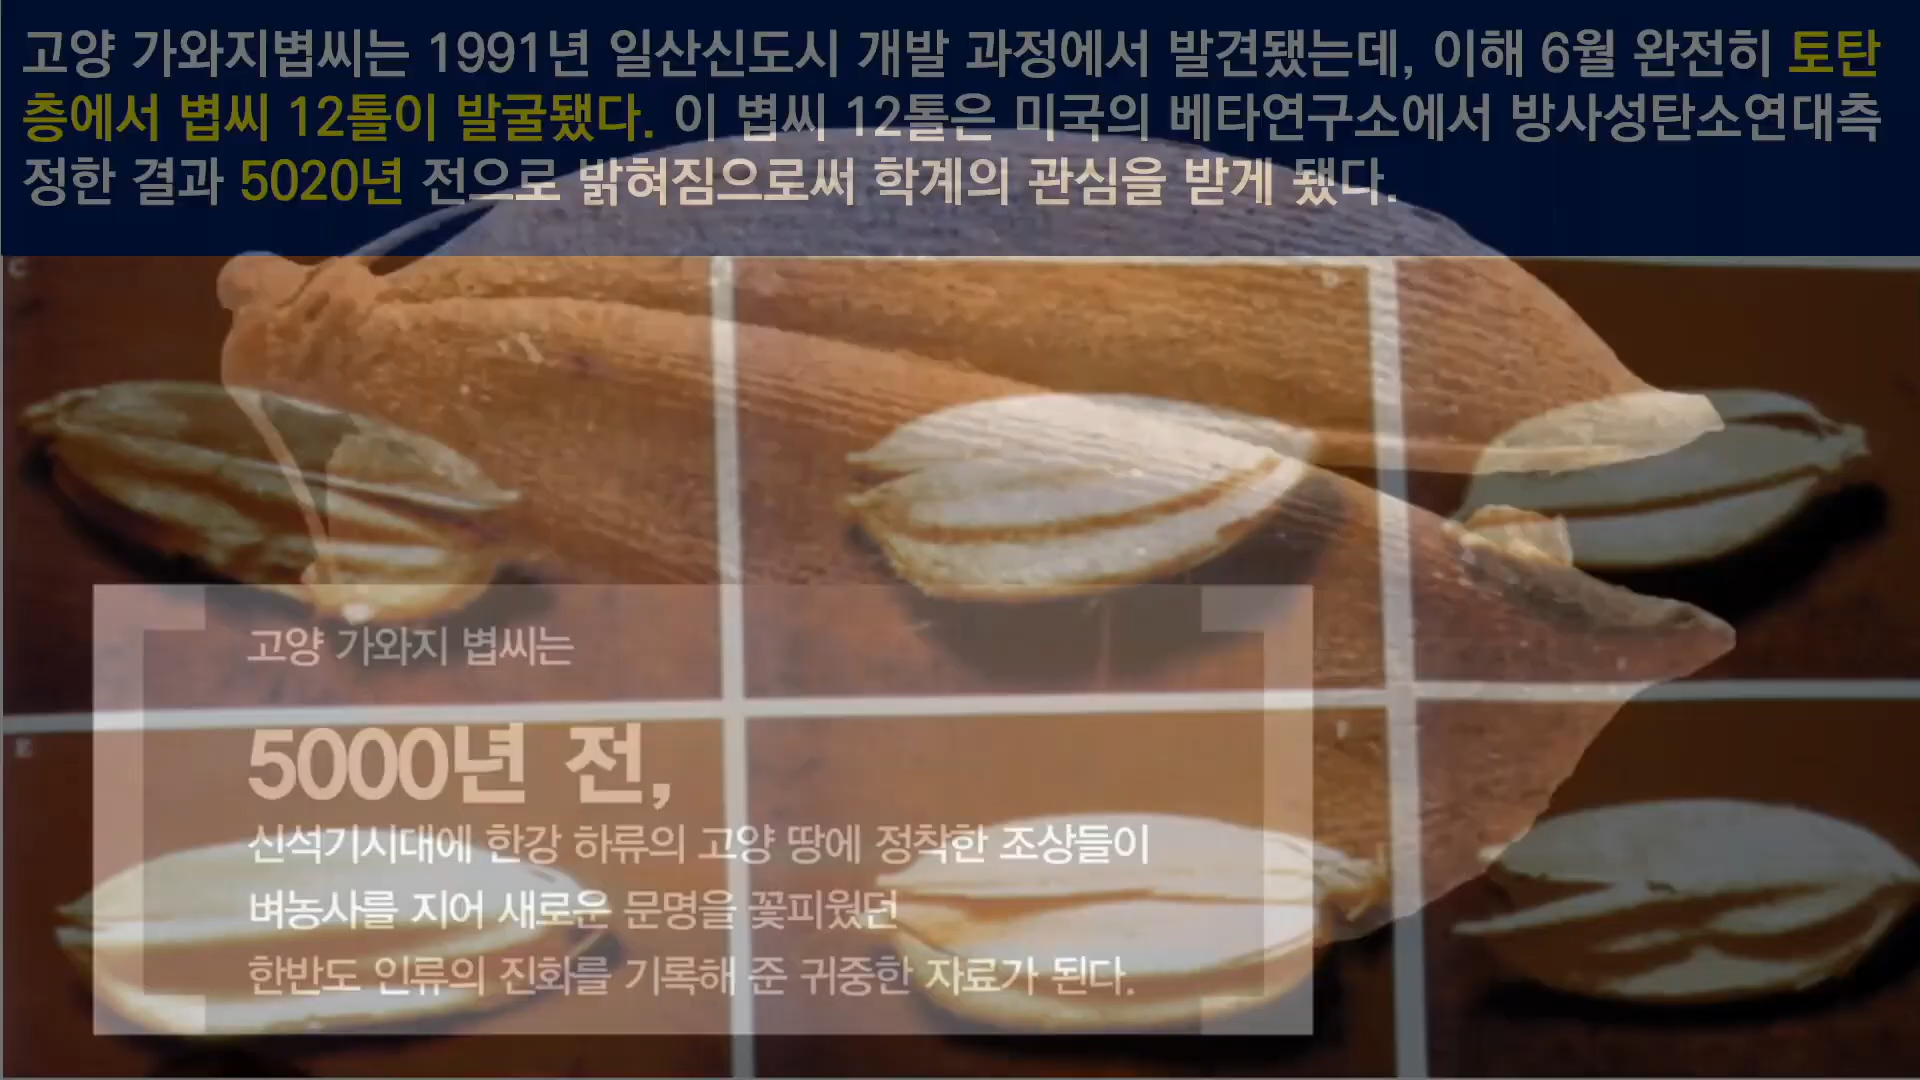 고양 가와지볍씨는 1991년 일산신도시 개발 과정에서 발견됐는데, 이해 6월 완전히 토탄
층에서 볍씨 12톨이 발굴됐다. 이 볍씨 12톨은 미국의 베타연구소에서 방사성탄소연대측
정한 결과 5020년 전으로 밝혀짐으로써 학계의 관심을 받게 됐다.
C
E
고양 가와지 볍씨는
5000년 전,
신석기시대에 한강 하류의 고양 땅에 정착한 조상들이
벼농사를 지어 새로운 문명을 꽃피웠던
한반도 인류의 진화를 기록해 준 귀중한 자료가 된다.